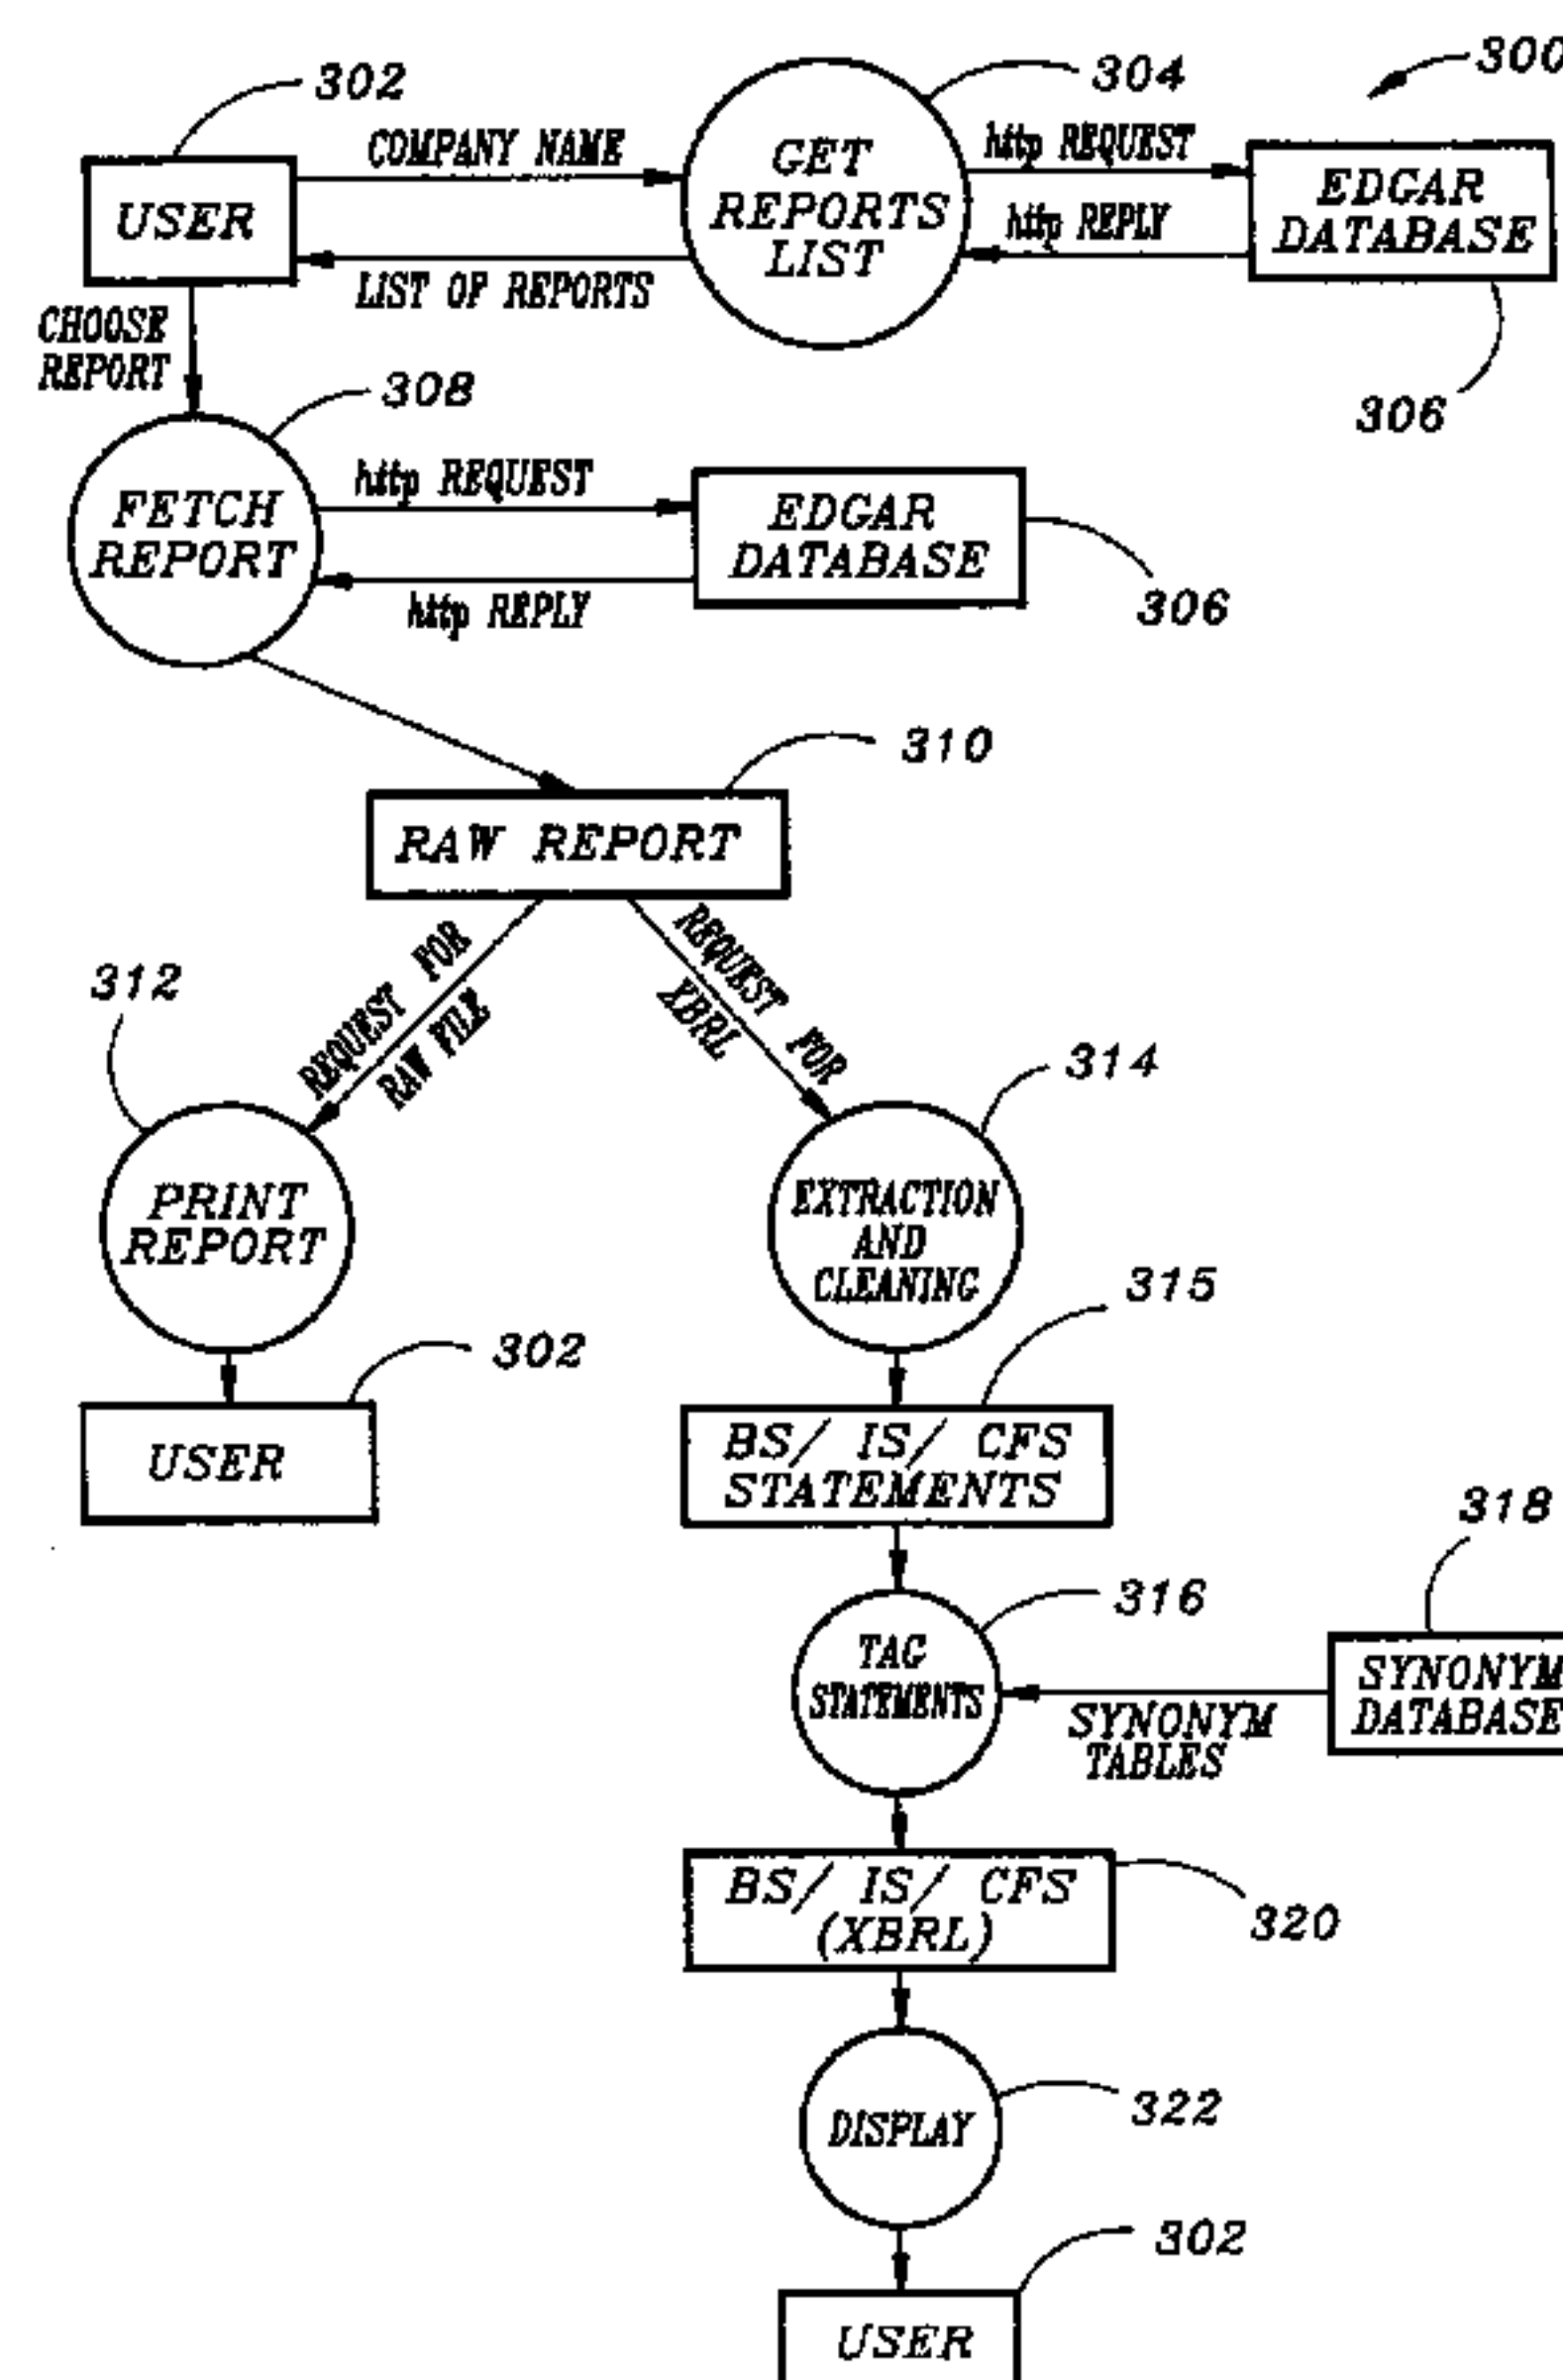 302
304
300
COMPANY NAME
http REQUEST
USER
GET
REPORTS
LIST
EDGAR
DATABASE
http REPLY
LIST OF REPORTS
CHOOSE
REPORT
306
308
http REQUEST
FETCH
REPORT
EDGAR
DATABASE
http REPLY
306
310
RAW REPORT
REQUEST FOR
RAW FILE
REQUEST FOR
XBRL
312
314
PRINT
REPORT
EXTRACTION
AND
CLEANING
315
302
USER
BS/ IS/ CFS
STATEMENTS
318
316
TAG
STATEMENTS
SYNONYM
DATABASE
SYNONYM
TABLES
BS/ IS/ CFS
(XBRL)
320
322
DISPLAY
302
USER